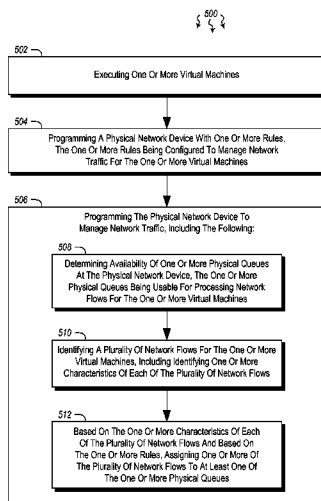 500
502
Executing One Or More Virtual Machines
504
Programming A Physical Network Device With One Or More Rules,
The One Or More Rules Being Configured To Manage Network
Traffic For The One Or More Virtual Machines
506
Programming The Physical Network Device To
Manage Network Traffic, Including The Following:
508
Determining Availability Of One Or More Physical Queues
At The Physical Network Device, The One Or More
Physical Queues Being Usable For Processing Network
Flows For The One Or More Virtual Machines
510
Identifying A Plurality Of Network Flows For The One Or More
Virtual Machines, Including Identifying One Or More
Characteristics Of Each Of The Plurality Of Network Flows
512
Based On The One Or More Characteristics Of Each
Of The Plurality Of Network Flows And Based On
The One Or More Rules, Assigning One Or More Of
The Plurality Of Network Flows To At Least One Of
The One Or More Physical Queues